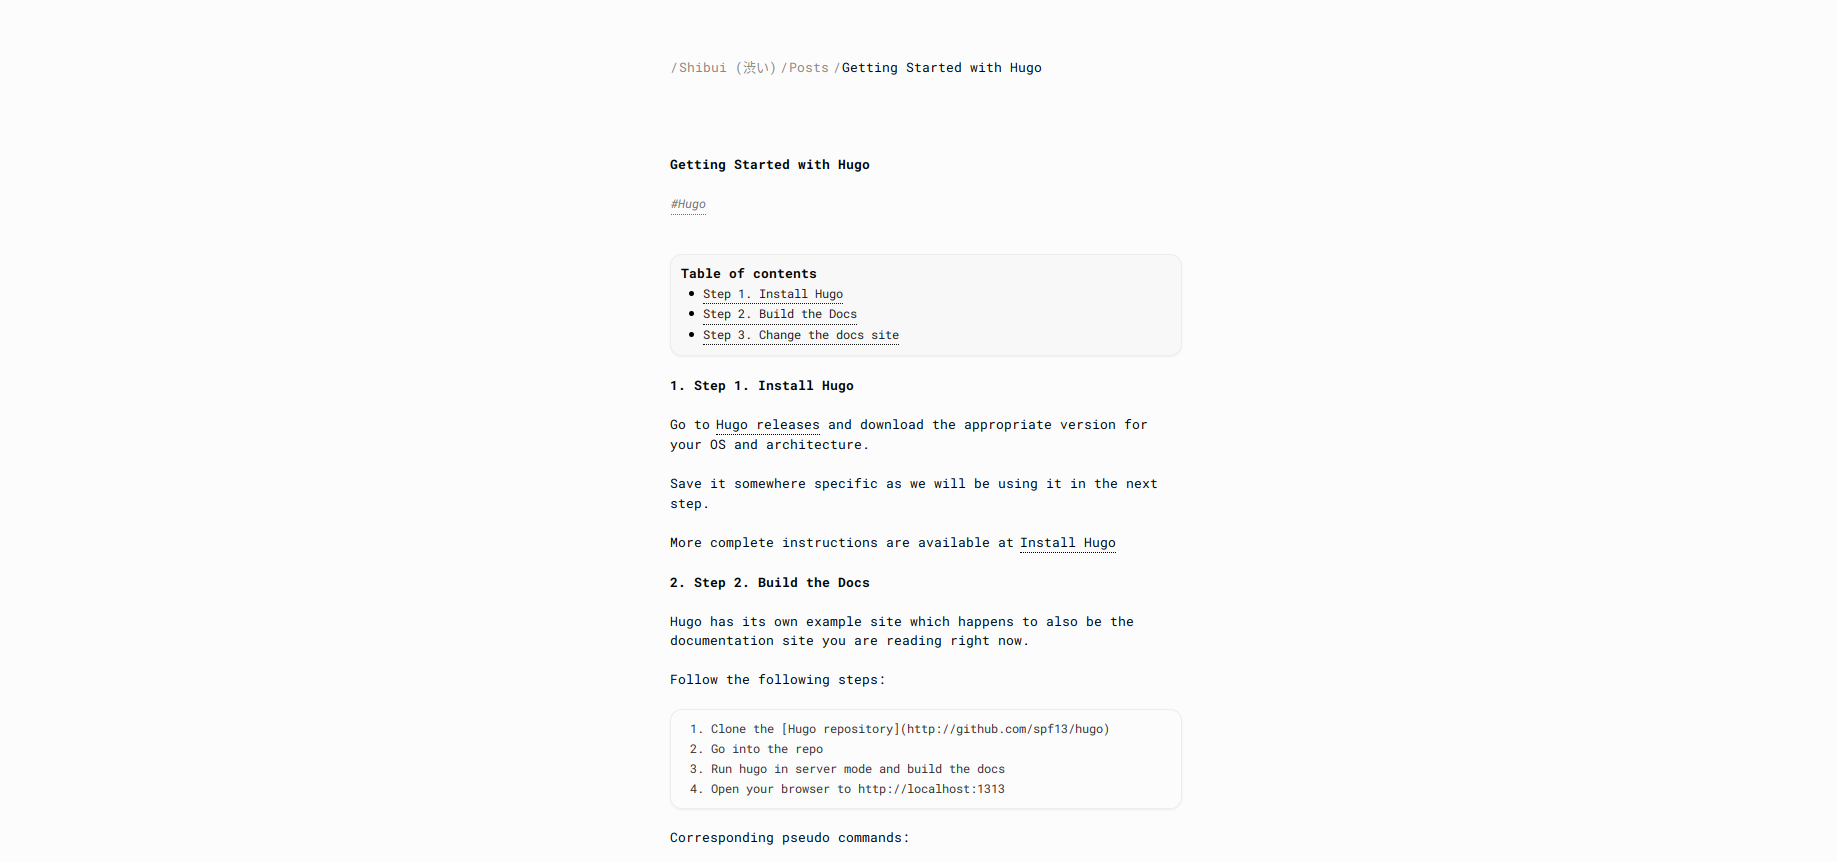 /Shibui (渋い) /Posts /Getting Started with Hugo
Getting Started with Hugo
#Hugo
Table of contents
• Step 1. Install Hugo
• Step 2. Build the Docs
• Step 3. Change the docs site
1. Step 1. Install Hugo
Go to Hugo releases and download the appropriate version for
your OS and architecture.
Save it somewhere specific as we will be using it in the next
step.
More complete instructions are available at Install Hugo
2. Step 2. Build the Docs
Hugo has its own example site which happens to also be the
documentation site you are reading right now.
Follow the following steps:
1. Clone the [Hugo repository](http://github.com/spf13/hugo)
2. Go into the repo
3. Run hugo in server mode and build the docs
4. Open your browser to http://localhost:1313
Corresponding pseudo commands: